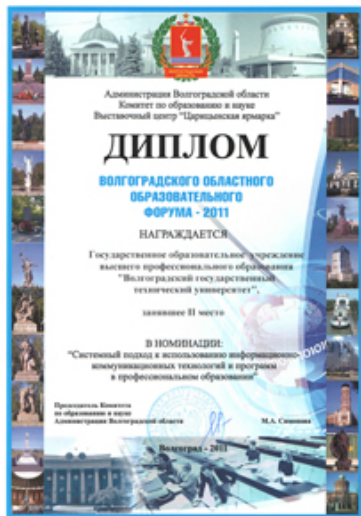 Администрация Волгоградской области
Комитет по образованию и науке
Выставочный центр "Царицынская ярмарка"
ДИПЛОМ
ВОЛГОГРАДСКОГО ОБЛАСТНОГО
ОБРАЗОВАТЕЛЬНОГО
ФОРУМА - 2011
НАГРАЖДАЕТСЯ
Государственное образовательное учреждение
высшего профессионального образования
"Волгоградский государственный
технический университет",
занявшее II место
В НОМИНАЦИИ:
"Системный подход к использованию информационно-
коммуникационных технологий и программ
в профессиональном образовании"
Председатель Комитета
по образованию и науке
Администрации Волгоградской области
М.А. Симонина
Волгоград - 2011